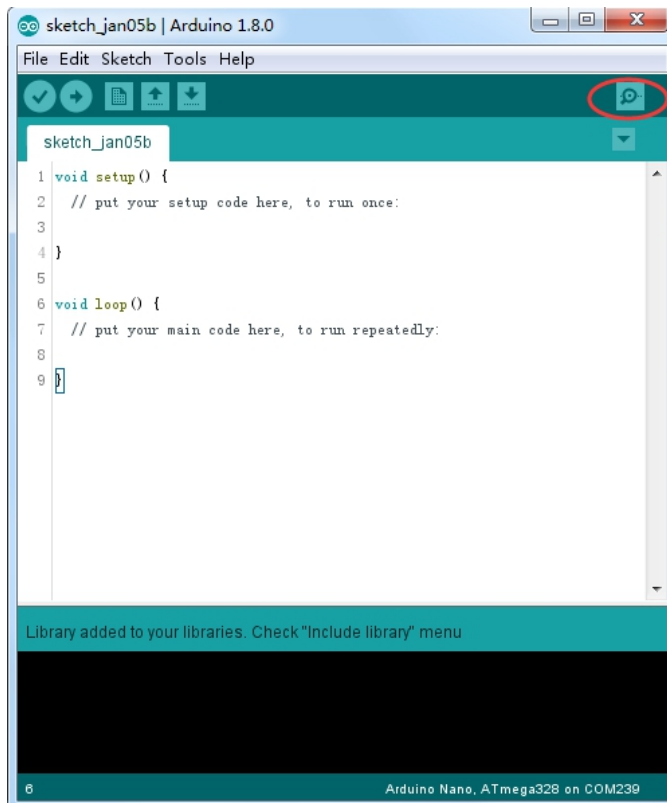 sketch_jan05b | Arduino 1.8.0
File Edit Sketch Tools Help
sketch_jan05b
1 void setup() {
2 // put your setup code here, to run once:
3
4 }
5
6 void loop() {
7 // put your main code here, to run repeatedly:
8
9 }
Library added to your libraries. Check "Include library" menu
6 Arduino Nano, ATmega328 on COM239